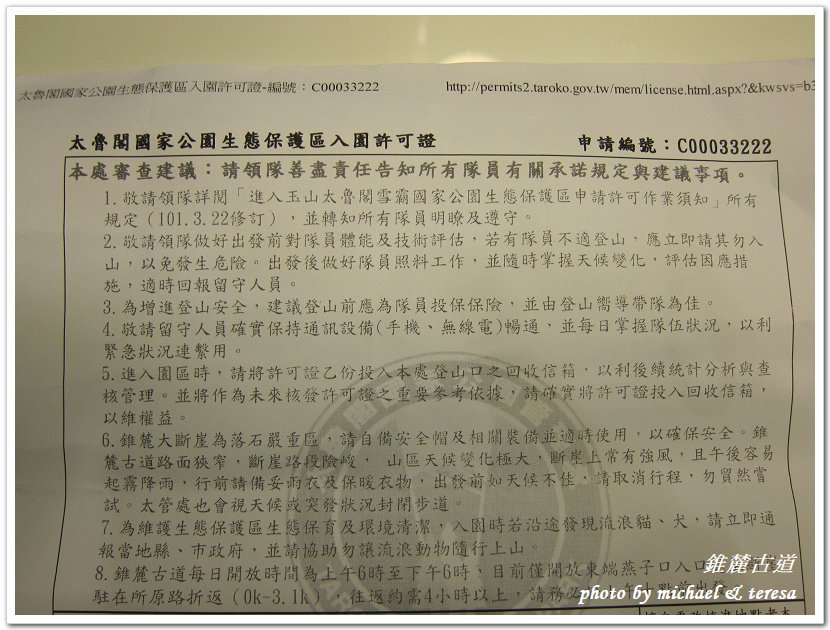 太魯閣國家公園生態保護區入園許可證-編號：C00033222
http://permits2.taroko.gov.tw/mem/license.html.aspx?&kwsvs=b3
太魯閣國家公園生態保護區入園許可證
申請編號：C00033222
本處審查建議：請領隊善盡責任告知所有隊員有關承諾規定與建議事項。
1.敬請領隊詳閱「進入玉山太魯閣雪霸國家公園生態保護區申請許可作業須知」所有
規定（101.3.22修訂），並轉知所有隊員明瞭及遵守。
2.敬請領隊做好出發前對隊員體能及技術評估，若有隊員不適登山，應立即請其勿入
山，以免發生危險。出發後做好隊員照料工作，並隨時掌握天候變化，評估因應措
施，適時回報留守人員。
3.為增進登山安全，建議登山前應為隊員投保保險，並由登山嚮導帶隊為佳。
4.敬請留守人員確實保持通訊設備(手機、無線電)暢通，並每日掌握隊伍狀況，以利
緊急狀況連繫用。
5.進入園區時，請將許可證乙份投入本處登山口之回收信箱，以利後續統計分析與查
核管理。並將作為未來核發許可證之重要參考依據，請確實將許可證投入回收信箱，
以維權益。
6.錐麓大斷崖為落石嚴重區，請自備安全帽及相關裝備並適時使用，以確保安全。錐
麓古道路面狹窄，斷崖路段險峻， 山區天候變化極大，斷崖上常有強風，且午後容易
起霧降雨，行前請備妥雨衣及保暖衣物，出發前如天候不佳，請取消行程，勿貿然嘗
試。太管處也會視天候或突發狀況封閉步道。
7.為維護生態保護區生態保育及環境清潔，入園時若沿途發現流浪貓、犬，請立即通
報當地縣、市政府，並請協助勿讓流浪動物隨行上山。
8.錐麓古道每日開放時間為上午6時至下午6時，目前僅開放東端燕子口入口
駐在所原路折返（0k-3.1k），往返約需4小時以上，請務必
錐麓古道
photo by michael & teresa